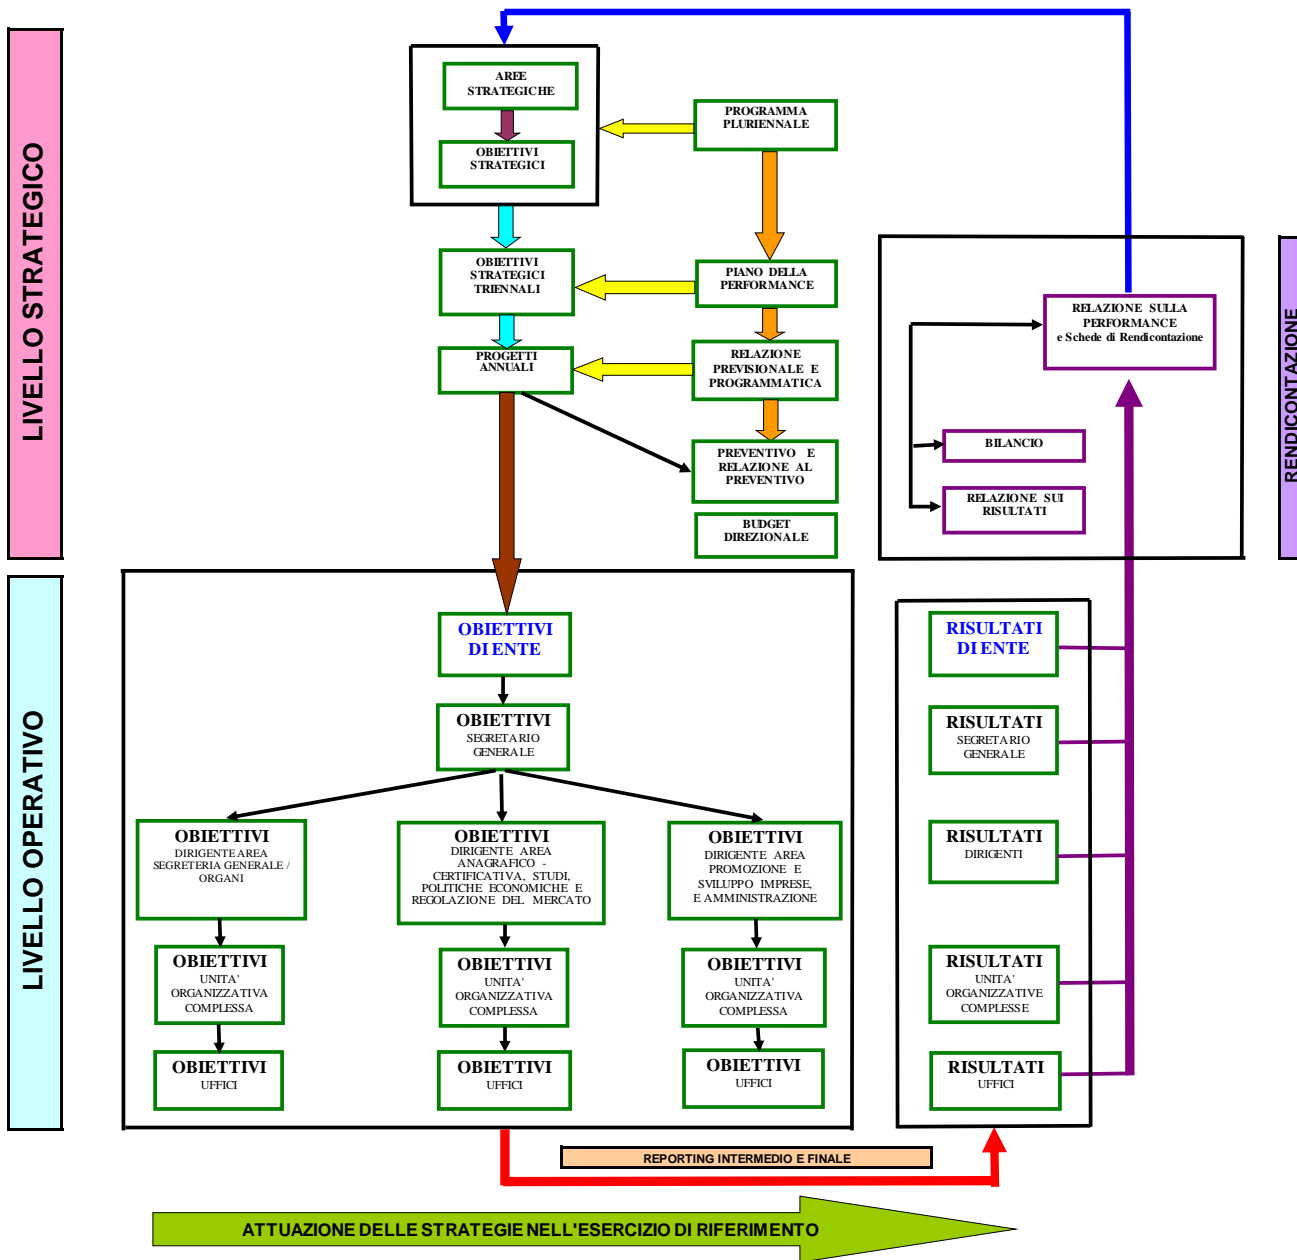 LIVELLO STRATEGICO
AREE
STRATEGICHE
OBIETTIVI
STRATEGICI
PROGRAMMA
PLURIENNALE
OBIETTIVI
STRATEGICI
TRIENNALI
PIANO DELLA
PERFORMANCE
PROGETTI
ANNUALI
RELAZIONE
PREVISIONALE E
PROGRAMMATICA
PREVENTIVO E
RELAZIONE AL
PREVENTIVO
BUDGET
DIREZIONALE
RELAZIONE SULLA
PERFORMANCE
e Schede di Rendicontazione
BILANCIO
RELAZIONE SUI
RISULTATI
RENDICONTAZIONE
LIVELLO OPERATIVO
OBIETTIVI
DI ENTE
OBIETTIVI
SEGRETARIO
GENERALE
OBIETTIVI
DIRIGENTE AREA
SEGRETERIA GENERALE /
ORGANI
OBIETTIVI
DIRIGENTE AREA
ANAGRAFICO -
CERTIFICATIVA, STUDI,
POLITICHE ECONOMICHE E
REGOLAZIONE DEL MERCATO
OBIETTIVI
DIRIGENTE AREA
PROMOZIONE E
SVILUPPO IMPRESE,
E AMMINISTRAZIONE
OBIETTIVI
UNITA'
ORGANIZZATIVA
COMPLESSA
OBIETTIVI
UNITA'
ORGANIZZATIVA
COMPLESSA
OBIETTIVI
UNITA'
ORGANIZZATIVA
COMPLESSA
OBIETTIVI
UFFICI
OBIETTIVI
UFFICI
OBIETTIVI
UFFICI
RISULTATI
DI ENTE
RISULTATI
SEGRETARIO
GENERALE
RISULTATI
DIRIGENTI
RISULTATI
UNITA'
ORGANIZZATIVE
COMPLESSE
RISULTATI
UFFICI
REPORTING INTERMEDIO E FINALE
ATTUAZIONE DELLE STRATEGIE NELL'ESERCIZIO DI RIFERIMENTO